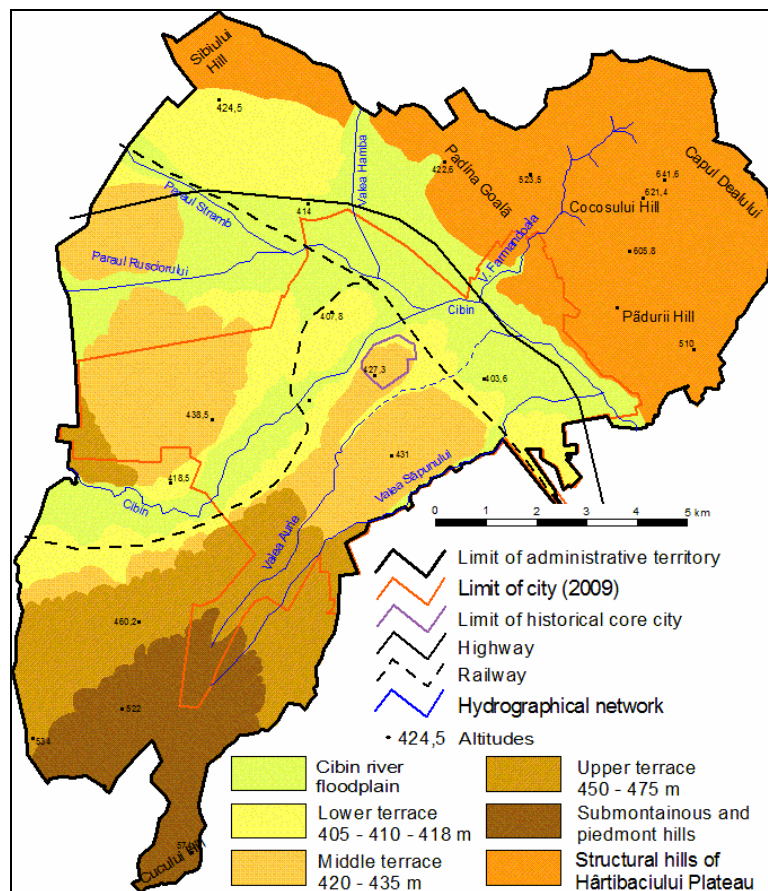 Sibiului
Hill
424,5
Valea Hamba
Paraul Stramb
422,6
Padina Goală
523,5
641,6
621,4
Capul Dealului
Cocosului Hill
414
V. Farmandoala
Paraul Rusciorului
605,8
Cibin
407,8
Pădurii Hill
510
427,3
403,6
438,5
431
418,5
Cibin
Valea Săpunului
Valea Aurie
460,2
522
534
0 1 2 3 4 5 km
Limit of administrative territory
Limit of city (2009)
Limit of historical core city
Highway
Railway
Hydrographical network
424,5 Altitudes
Cibin river
floodplain
Lower terrace
405 - 410 - 418 m
Middle terrace
420 - 435 m
Upper terrace
450 - 475 m
Submontainous and
piedmont hills
Structural hills of
Hârtibaciului Plateau
Cucului